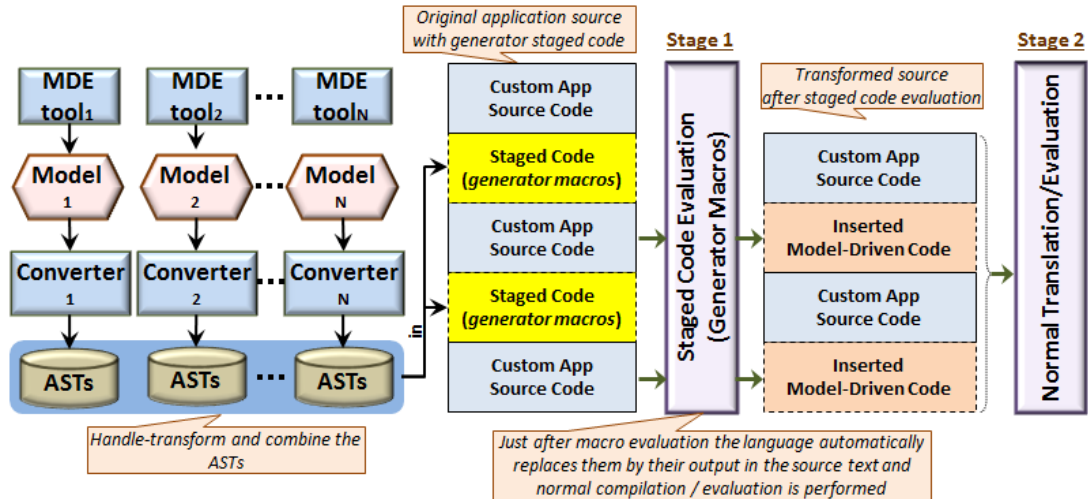 Original application source
with generator staged code
Stage 1
Stage 2
MDE
tool1
MDE
tool2
...
MDE
toolN
Model
1
Model
2
...
Model
N
Converter
1
Converter
2
...
Converter
N
ASTs
ASTs
...
ASTs
Handle-transform and combine the
ASTs
in
Custom App
Source Code
Staged Code
(generator macros)
Custom App
Source Code
Staged Code
(generator macros)
Custom App
Source Code
Staged Code Evaluation
(Generator Macros)
Transformed source
after staged code evaluation
Custom App
Source Code
Inserted
Model-Driven Code
Custom App
Source Code
Inserted
Model-Driven Code
Normal Translation/Evaluation
Just after macro evaluation the language automatically
replaces them by their output in the source text and
normal compilation / evaluation is performed